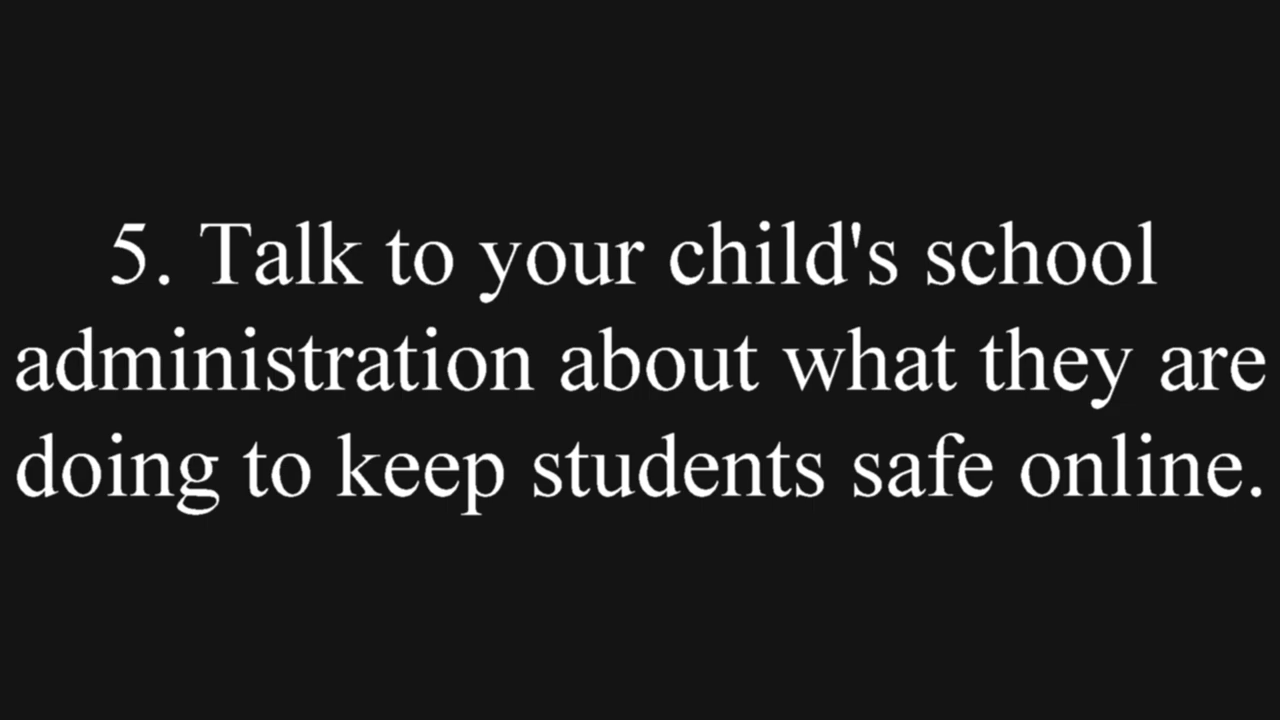 5. Talk to your child's school
administration about what they are
doing to keep students safe online.